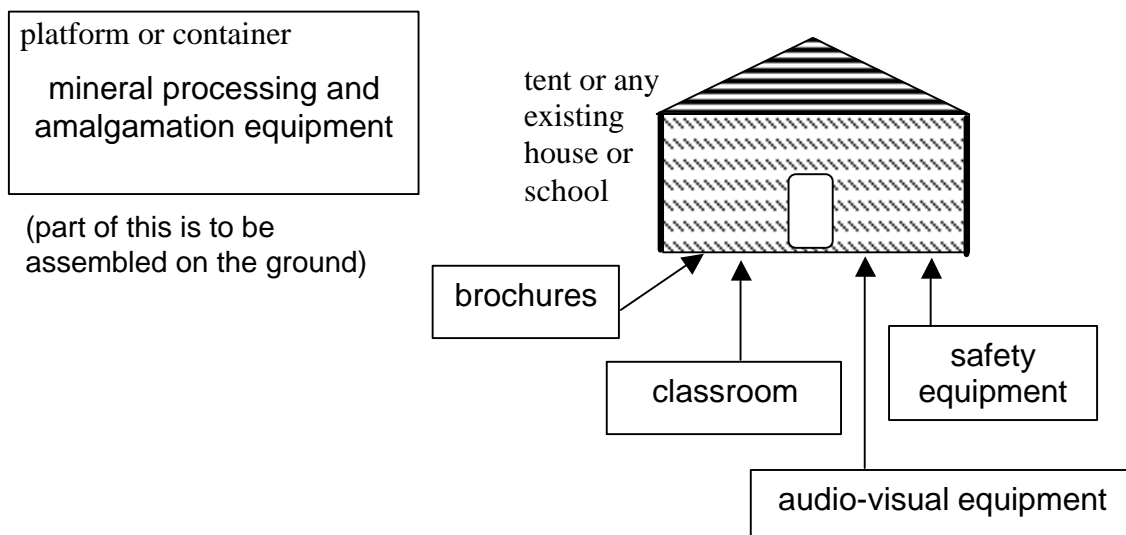 platform or container
mineral processing and
amalgamation equipment
(part of this is to be
assembled on the ground)
tent or any
existing
house or
school
brochures
classroom
safety
equipment
audio-visual equipment